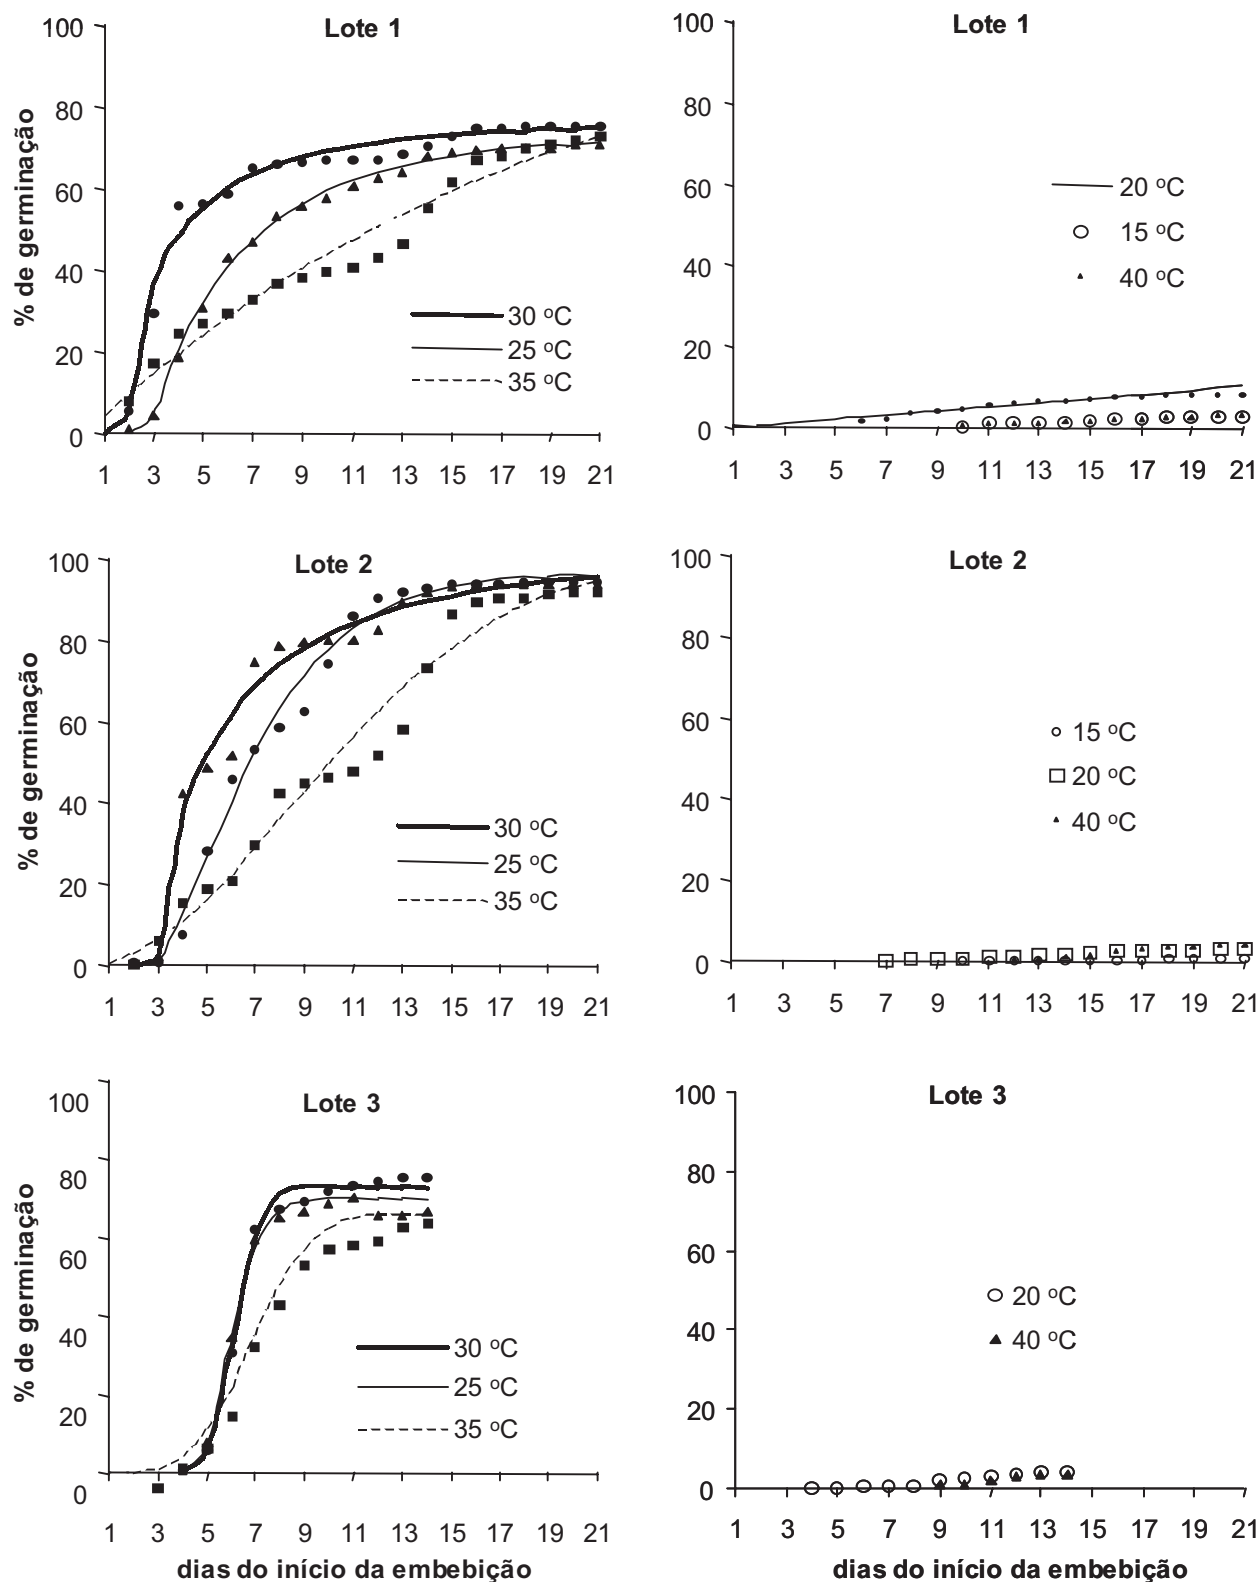 Lote 1
100
80
60
40
20
0
% de germinação
30 ºC
25 ºC
35 ºC
1 3 5 7 9 11 13 15 17 19 21
Lote 1
100
80
60
40
20
0
20 ºC
15 ºC
40 ºC
1 3 5 7 9 11 13 15 17 19 21
Lote 2
100
80
60
40
20
0
% de germinação
30 ºC
25 ºC
35 ºC
1 3 5 7 9 11 13 15 17 19 21
Lote 2
100
80
60
40
20
0
15 ºC
20 ºC
40 ºC
1 3 5 7 9 11 13 15 17 19 21
Lote 3
100
80
60
40
20
0
% de germinação
30 ºC
25 ºC
35 ºC
1 3 5 7 9 11 13 15 17 19 21
dias do início da embebição
Lote 3
100
80
60
40
20
0
20 ºC
40 ºC
1 3 5 7 9 11 13 15 17 19 21
dias do início da embebição